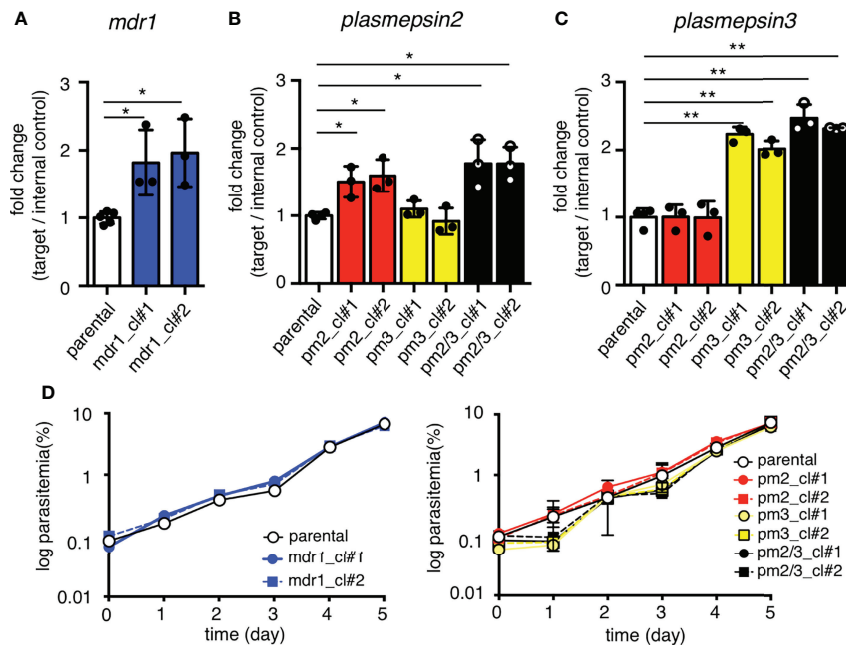 A
mdr1
fold change
(target / internal control)
3
2
1
0
*
*
parental
mdr1_cl#1
mdr1_cl#2
B
plasmepsin2
fold change
(target / internal control)
3
2
1
0
*
*
*
*
parental
pm2_cl#1
pm2_cl#2
pm3_cl#1
pm3_cl#2
pm2/3_cl#1
pm2/3_cl#2
C
plasmepsin3
fold change
(target / internal control)
3
2
1
0
**
**
**
**
parental
pm2_cl#1
pm2_cl#2
pm3_cl#1
pm3_cl#2
pm2/3_cl#1
pm2/3_cl#2
D
log parasitemia(%)
10
1
0.1
0.01
0 1 2 3 4 5
time (day)
parental
mdr1_cl#1
mdr1_cl#2
log parasitemia(%)
10
1
0.1
0.01
0 1 2 3 4 5
time (day)
parental
pm2_cl#1
pm2_cl#2
pm3_cl#1
pm3_cl#2
pm2/3_cl#1
pm2/3_cl#2